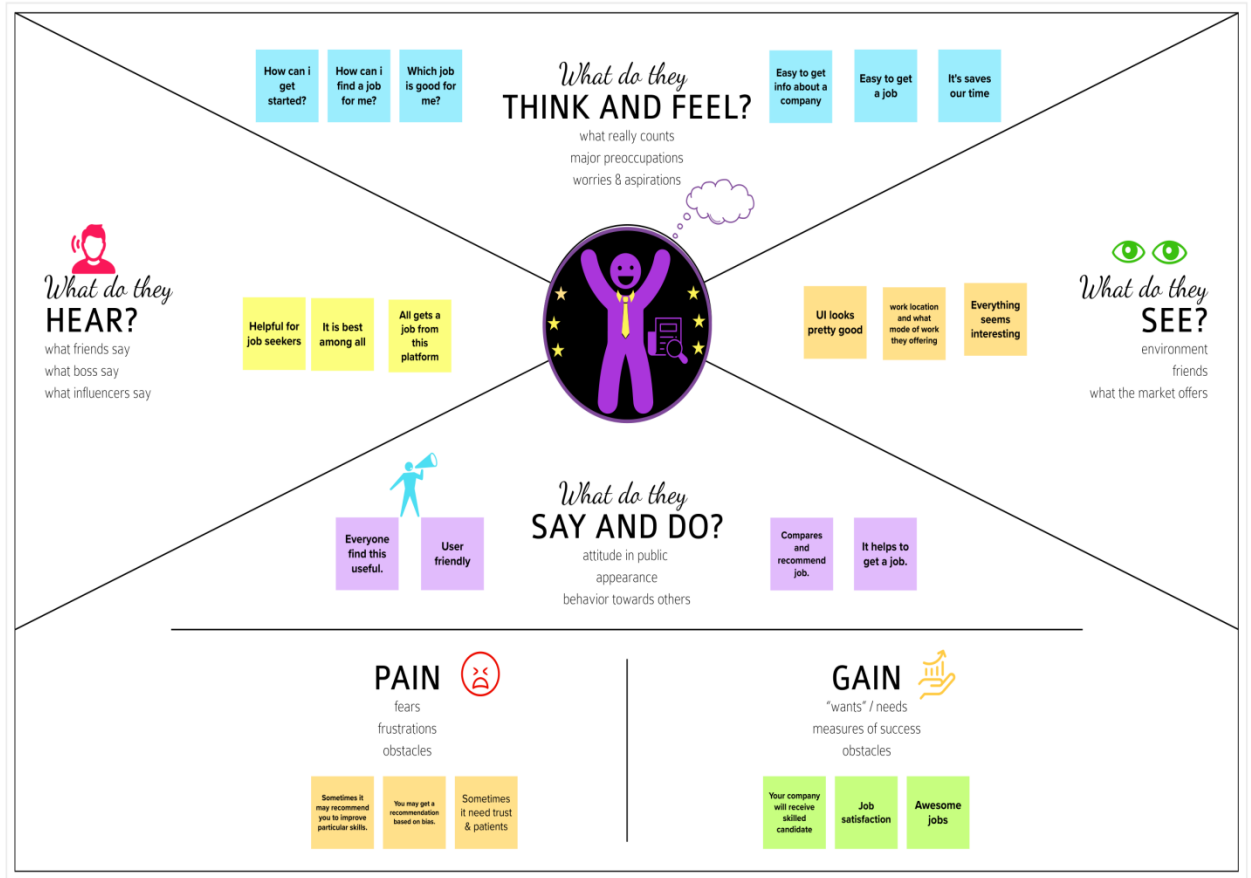 How can i
get
started?
How can i
find a job
for me?
Which job
is good for
me?
What do they
THINK AND FEEL?
what really counts
major preoccupations
worries & aspirations
Easy to get
info about a
company
Easy to get
a job
It's saves
our time
What do they
HEAR?
what friends say
what boss say
what influencers say
Helpful for
job seekers
It is best
among all
All gets a
job from
this
platform
UI looks
pretty good
work location
and what
mode of work
they offering
Everything
seems
interesting
What do they
SEE?
environment
friends
what the market offers
Everyone
find this
useful.
User
friendly
What do they
SAY AND DO?
attitude in public
appearance
behavior towards others
Compares
and
recommend
job.
It helps to
get a job.
PAIN
fears
frustrations
obstacles
Sometimes it
may recommend
you to improve
particular skills.
You may get a
recommendation
based on bias.
Sometimes
it need trust
& patients
GAIN
"wants" / needs
measures of success
obstacles
Your company
will receive
skilled
candidate
Job
satisfaction
Awesome
jobs